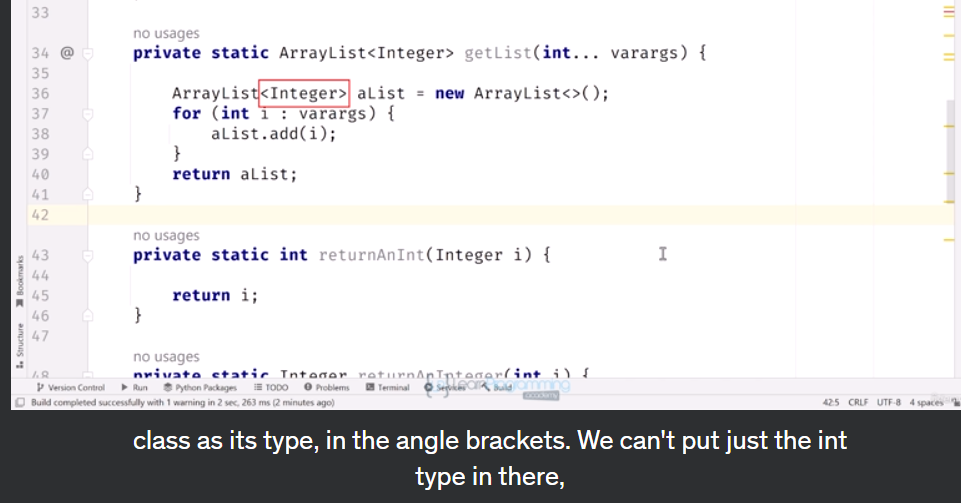 33
no usages
34 @ private static ArrayList<Integer> getList(int... varargs) {
35
36 ArrayList<Integer> aList = new ArrayList<>();
37 for (int i : varargs) {
38 aList.add(i);
39 }
40 return aList;
41 }
42
no usages
43 private static int returnAnInt(Integer i) {
44
45 return i;
46 }
47
no usages
48 private static Integer returnAnInteger(int i) {
Bookmarks
Structure
Version Control Run Python Packages TODO Problems Terminal Services Build
academy
Build completed successfully with 1 warning in 2 sec, 263 ms (2 minutes ago) 42:5 CRLF UTF-8 4 spaces
class as its type, in the angle brackets. We can't put just the int
type in there,